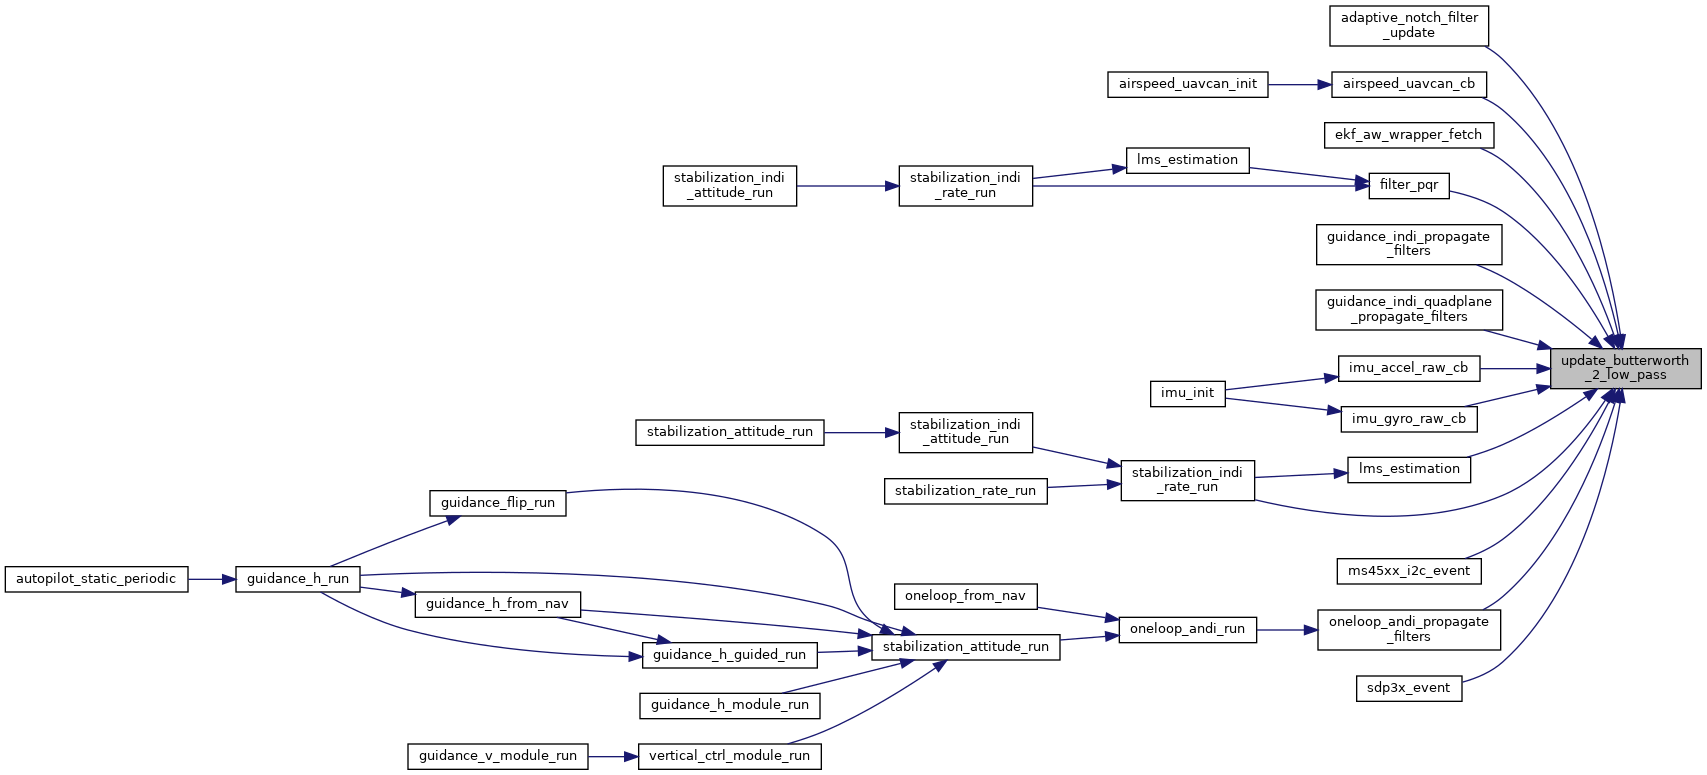 adaptive_notch_filter
_update
airspeed_uavcan_init
airspeed_uavcan_cb
ekf_aw_wrapper_fetch
lms_estimation
stabilization_indi
_attitude_run
stabilization_indi
_rate_run
filter_pqr
guidance_indi_propagate
_filters
guidance_indi_quadplane
_propagate_filters
update_butterworth
_2_low_pass
imu_accel_raw_cb
imu_init
imu_gyro_raw_cb
stabilization_attitude_run
stabilization_indi
_attitude_run
lms_estimation
stabilization_indi
_rate_run
stabilization_rate_run
guidance_flip_run
ms45xx_i2c_event
autopilot_static_periodic
guidance_h_run
oneloop_from_nav
guidance_h_from_nav
oneloop_andi_run
oneloop_andi_propagate
_filters
stabilization_attitude_run
guidance_h_guided_run
sdp3x_event
guidance_h_module_run
guidance_v_module_run
vertical_ctrl_module_run